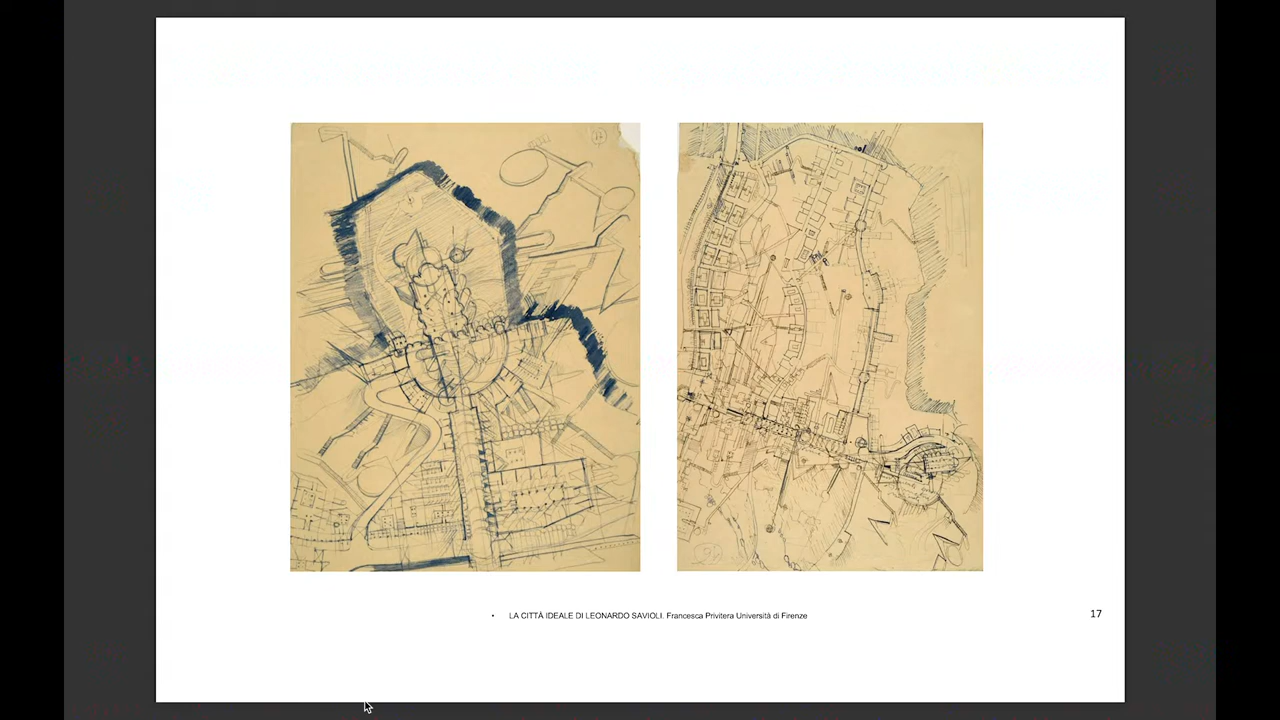 • LA CITTÀ IDEALE DI LEONARDO SAVIOLI. Francesca Privitera Università di Firenze
17